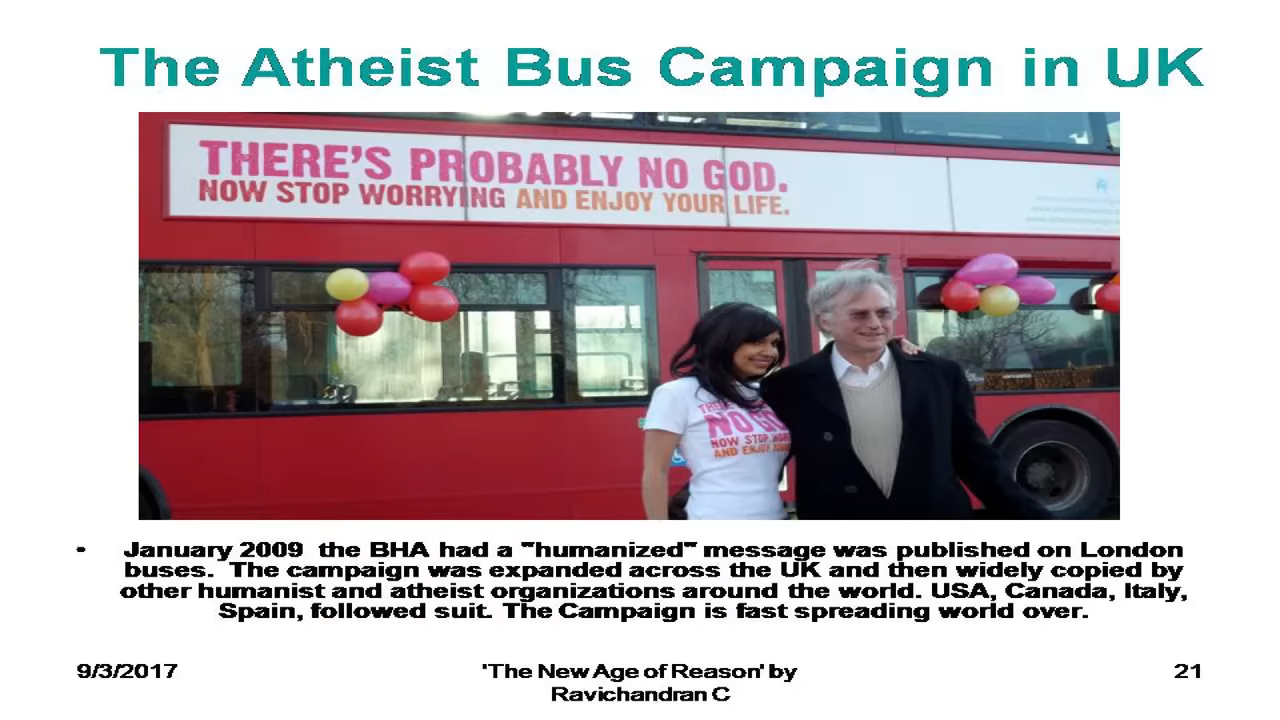 The Atheist Bus Campaign in UK
THERE'S PROBABLY NO GOD.
NOW STOP WORRYING AND ENJOY YOUR LIFE.
NO GO
NOW STOP WOR
AND ENJOY YOUR
• January 2009 the BHA had a "humanized" message was published on London
buses. The campaign was expanded across the UK and then widely copied by
other humanist and atheist organizations around the world. USA, Canada, Italy,
Spain, followed suit. The Campaign is fast spreading world over.
9/3/2017
'The New Age of Reason' by
Ravichandran C
21